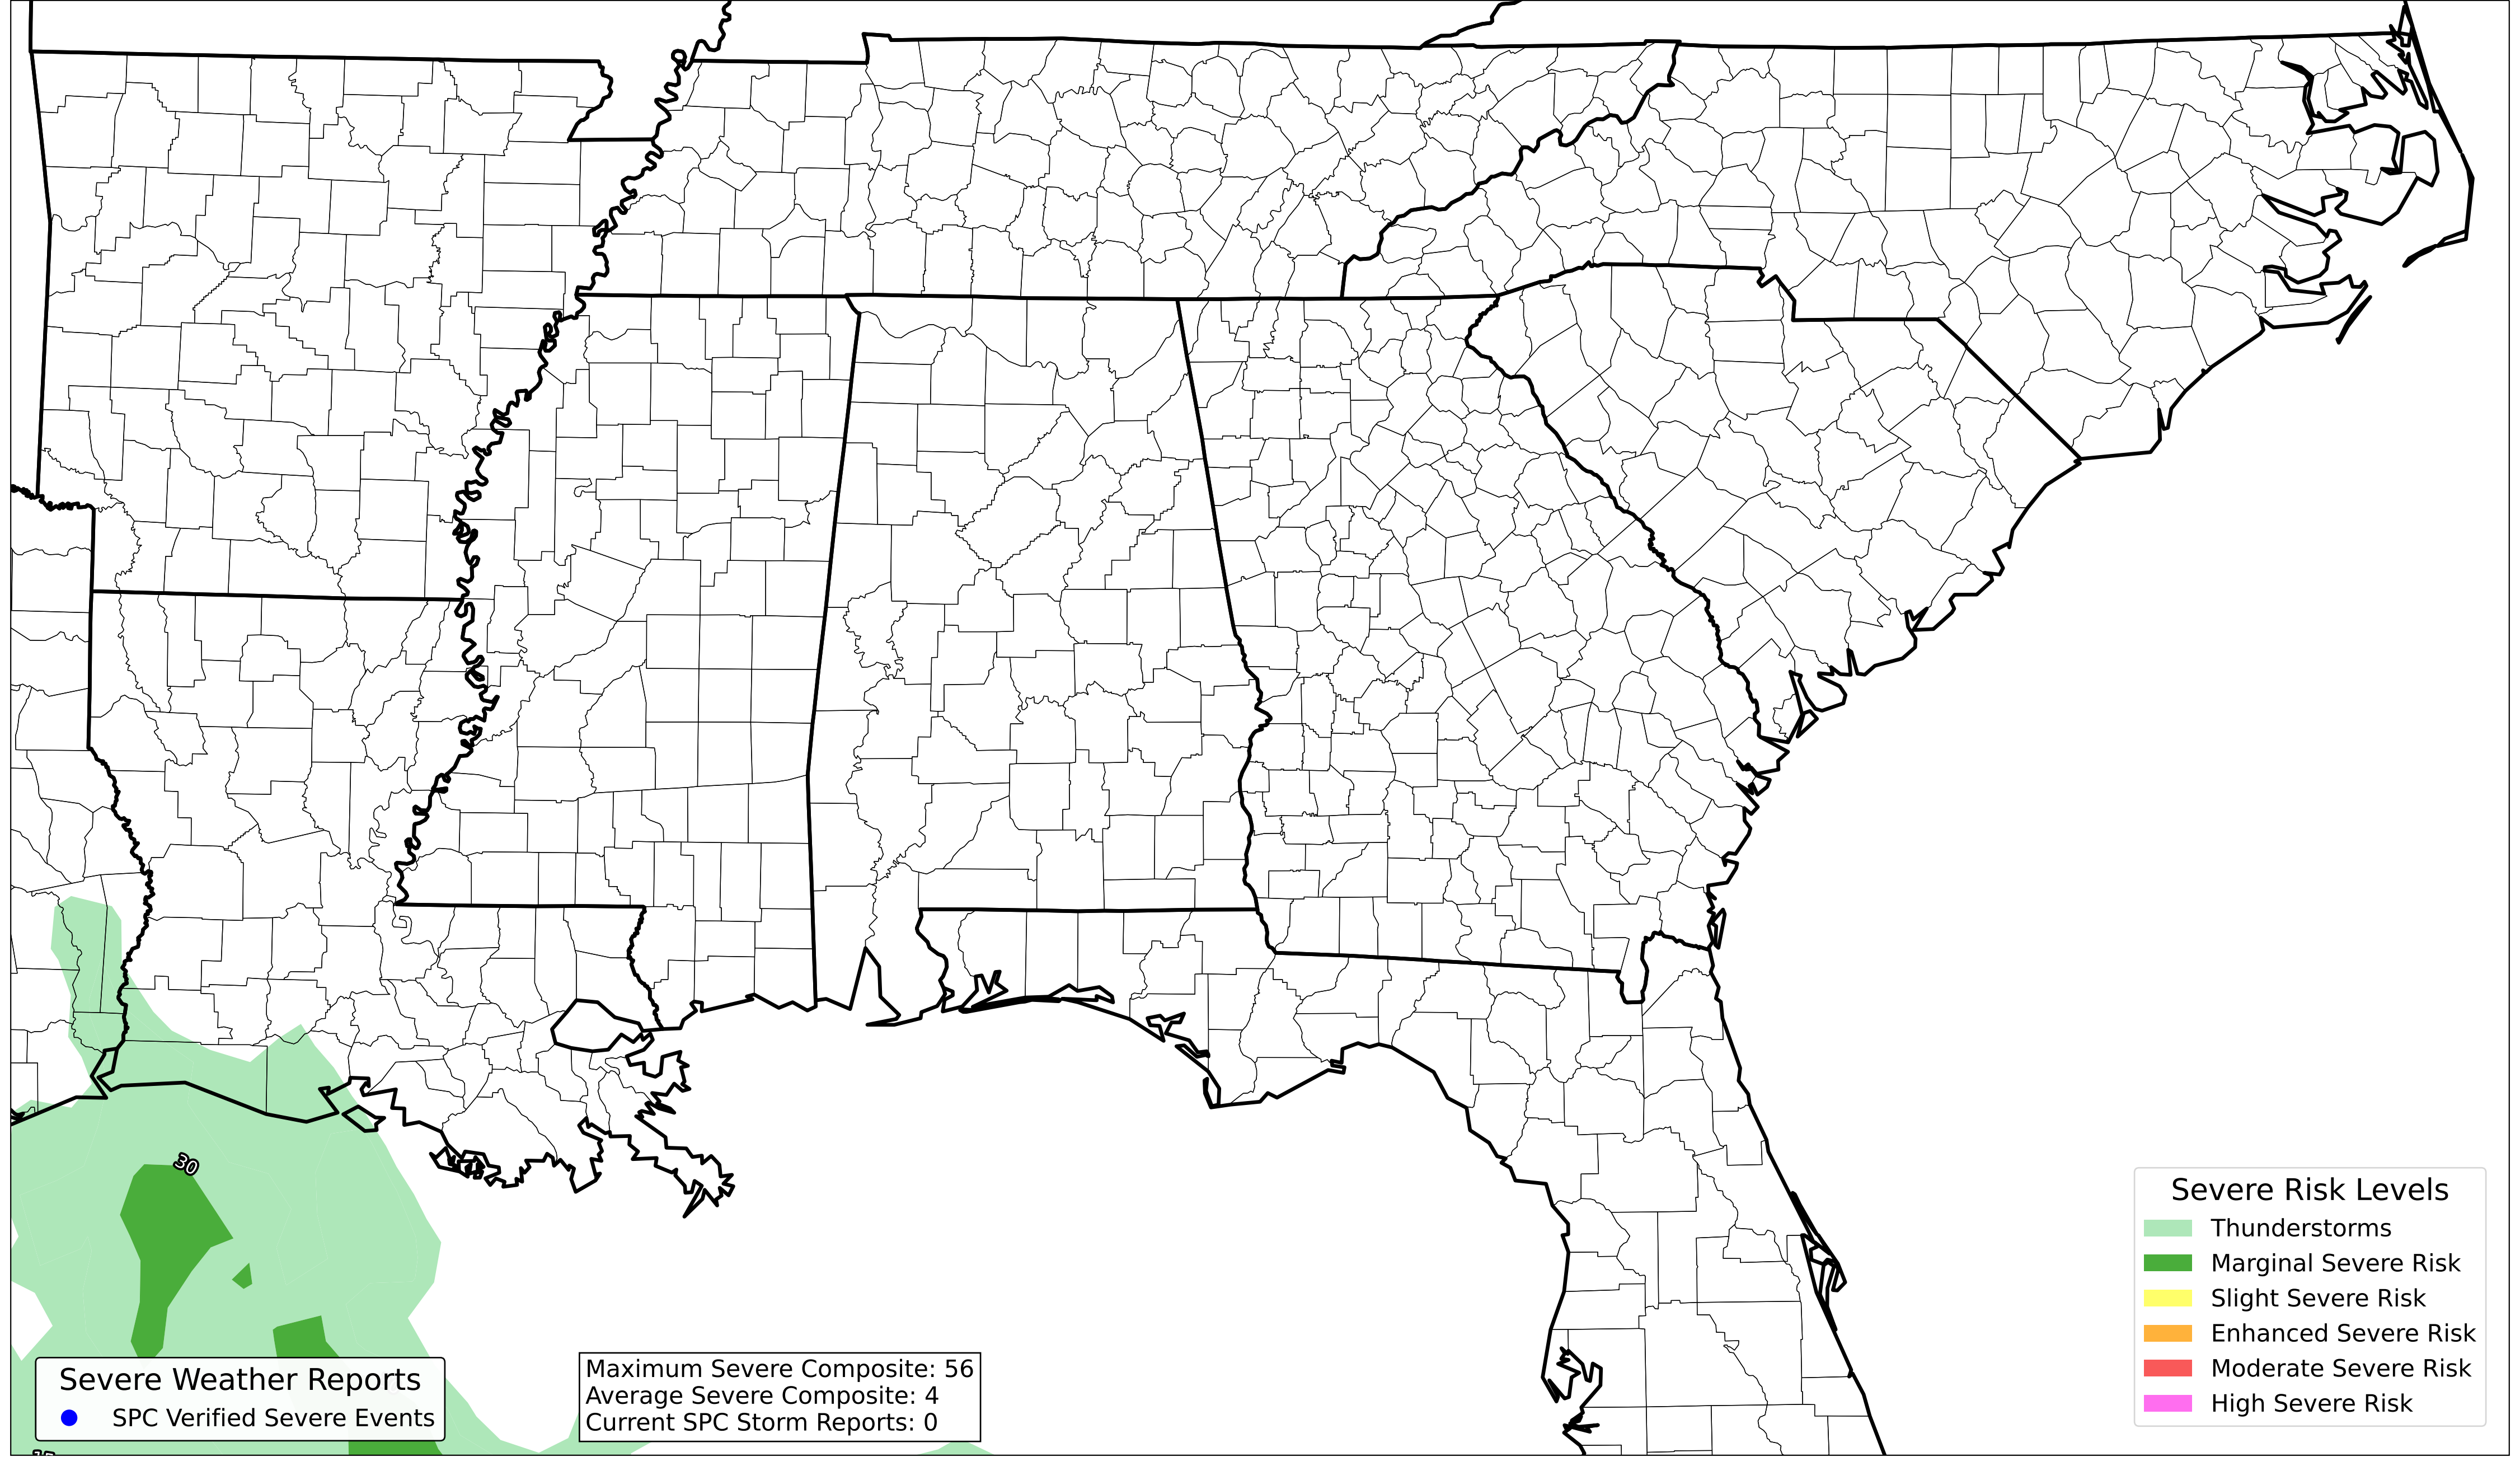 30
Severe Weather Reports
SPC Verified Severe Events
Maximum Severe Composite: 56
Average Severe Composite: 4
Current SPC Storm Reports: 0
Severe Risk Levels
Thunderstorms
Marginal Severe Risk
Slight Severe Risk
Enhanced Severe Risk
Moderate Severe Risk
High Severe Risk